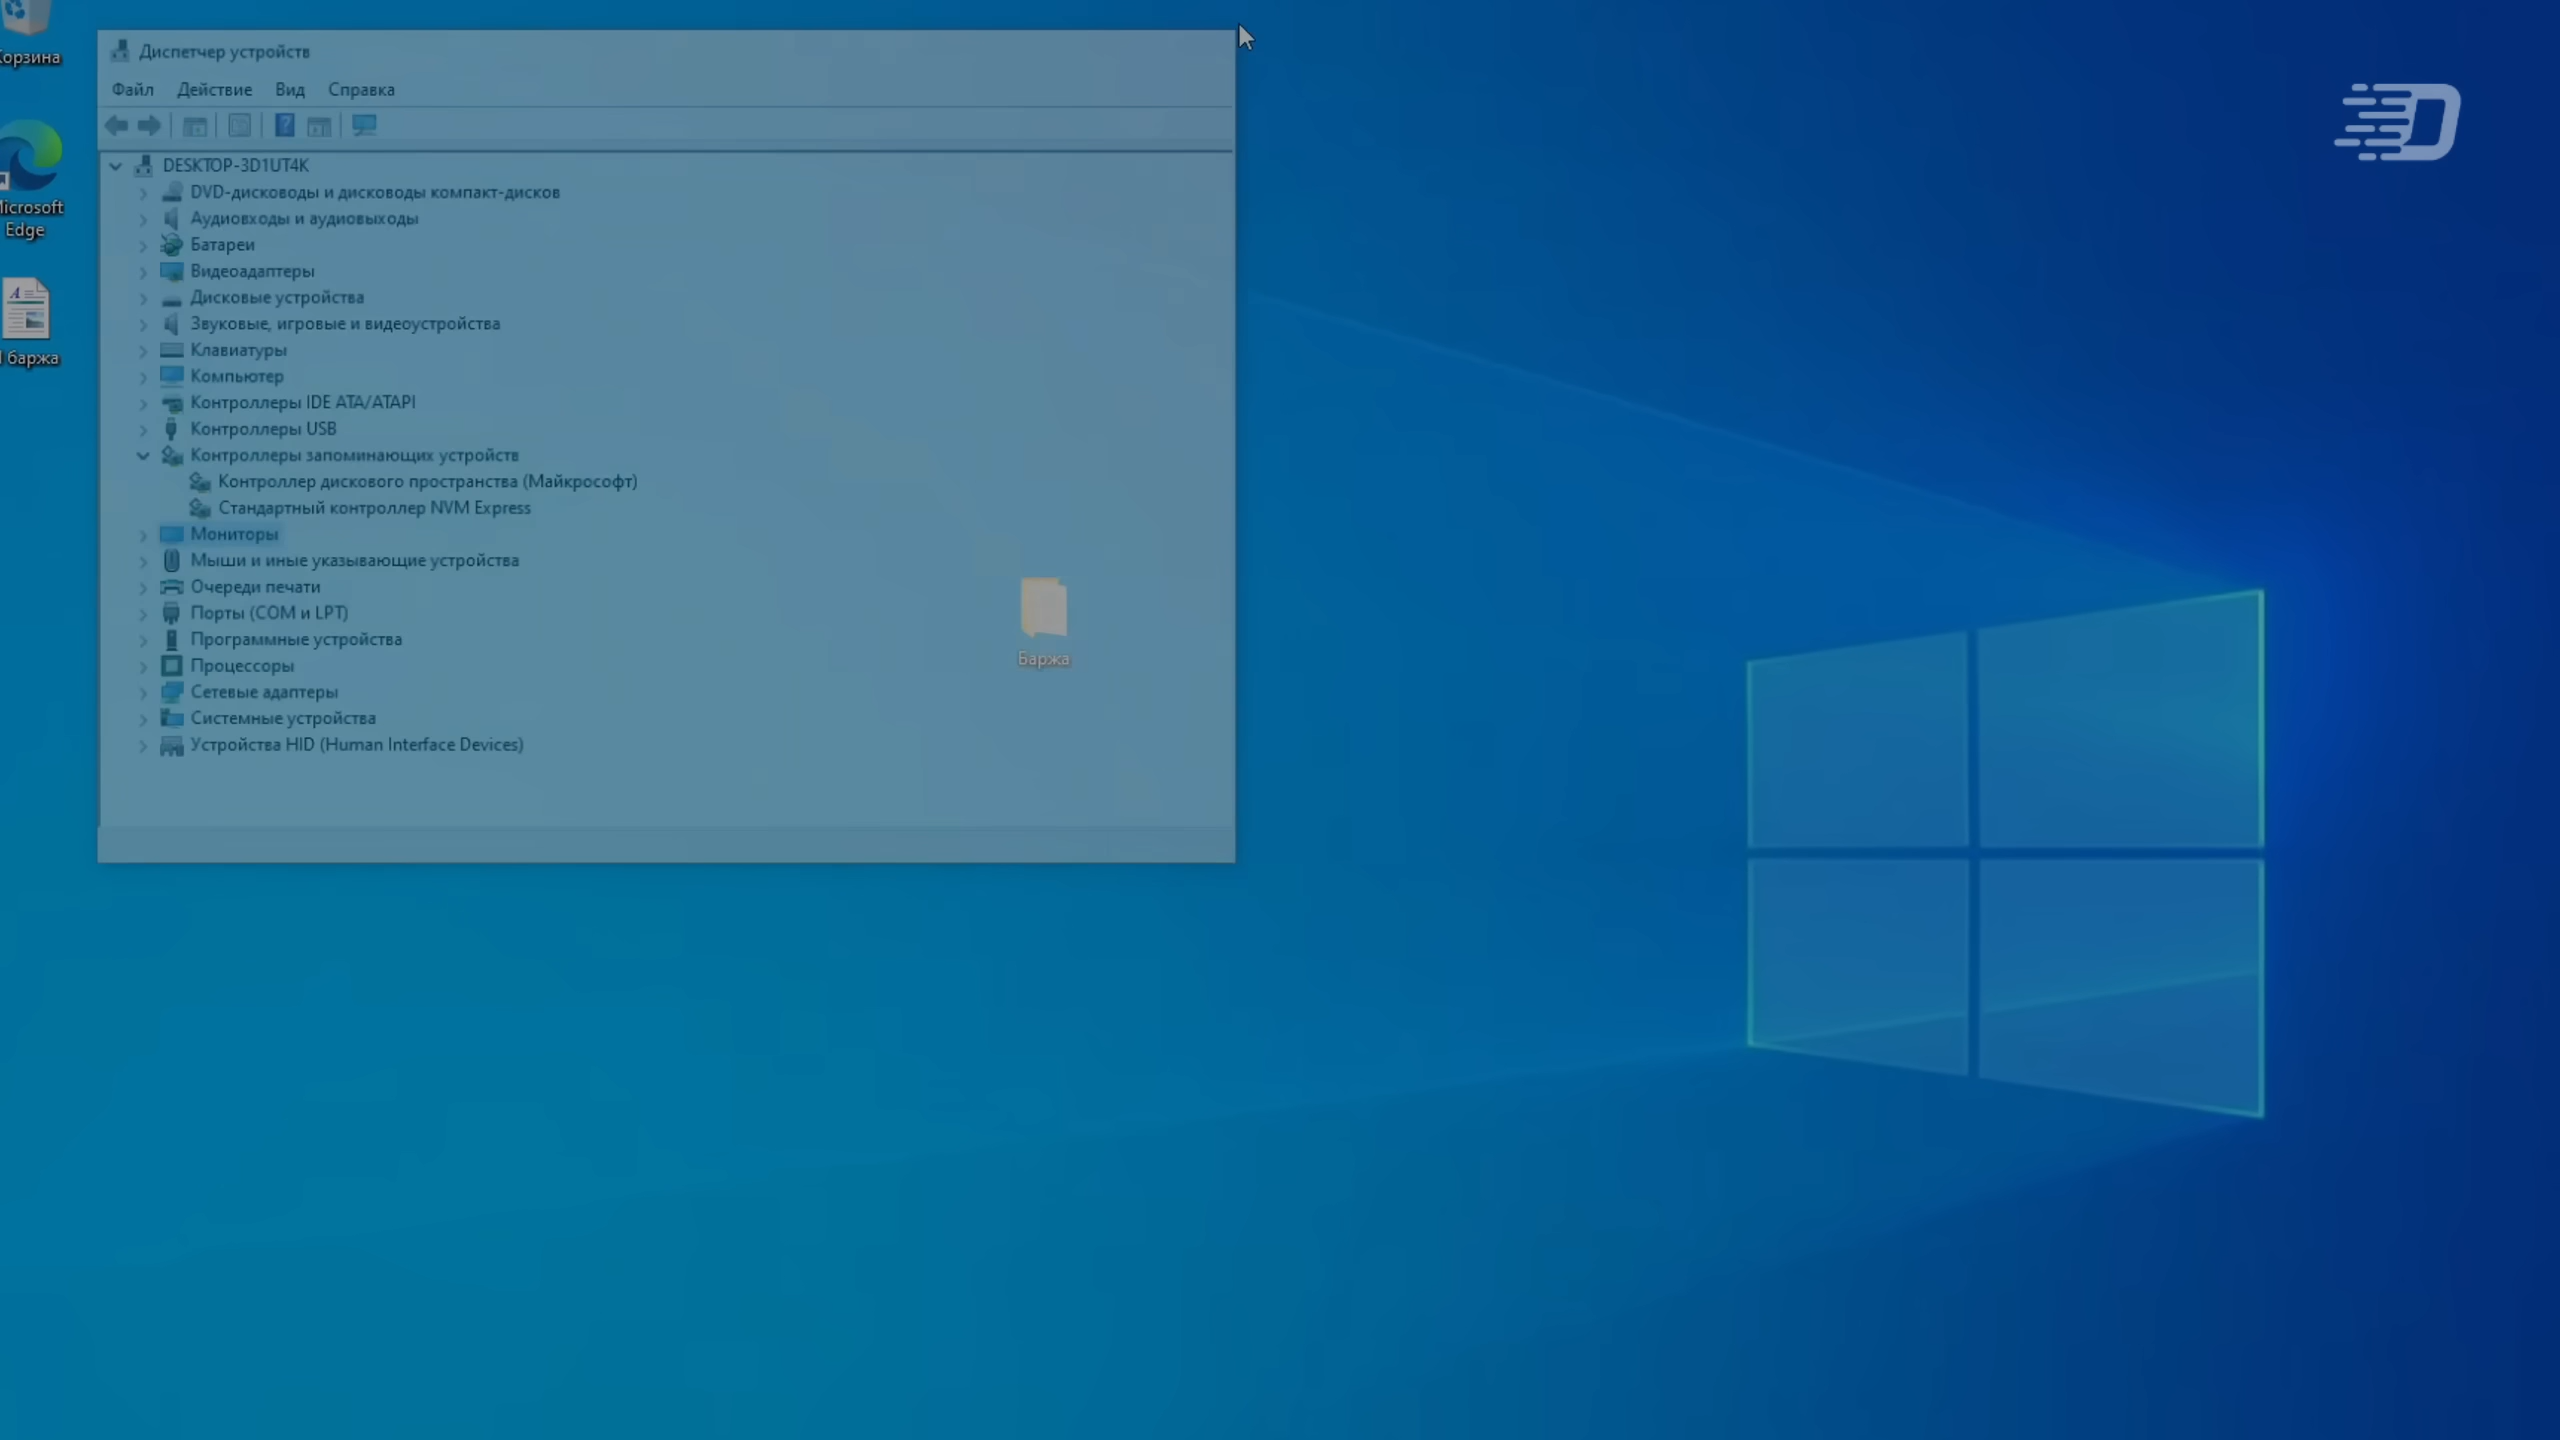 Корзина
Microsoft
Edge
баржа
Диспетчер устройств
Файл Действие Вид Справка
DESKTOP-3D1UT4K
DVD-дисководы и дисководы компакт-дисков
Аудиовходы и аудиовыходы
Батареи
Видеоадаптеры
Дисковые устройства
Звуковые, игровые и видеоустройства
Клавиатуры
Компьютер
Контроллеры IDE ATA/ATAPI
Контроллеры USB
Контроллеры запоминающих устройств
Контроллер дискового пространства (Майкрософт)
Стандартный контроллер NVM Express
Мониторы
Мыши и иные указывающие устройства
Очереди печати
Порты (COM и LPT)
Программные устройства
Процессоры
Сетевые адаптеры
Системные устройства
Устройства HID (Human Interface Devices)
Баржа
D